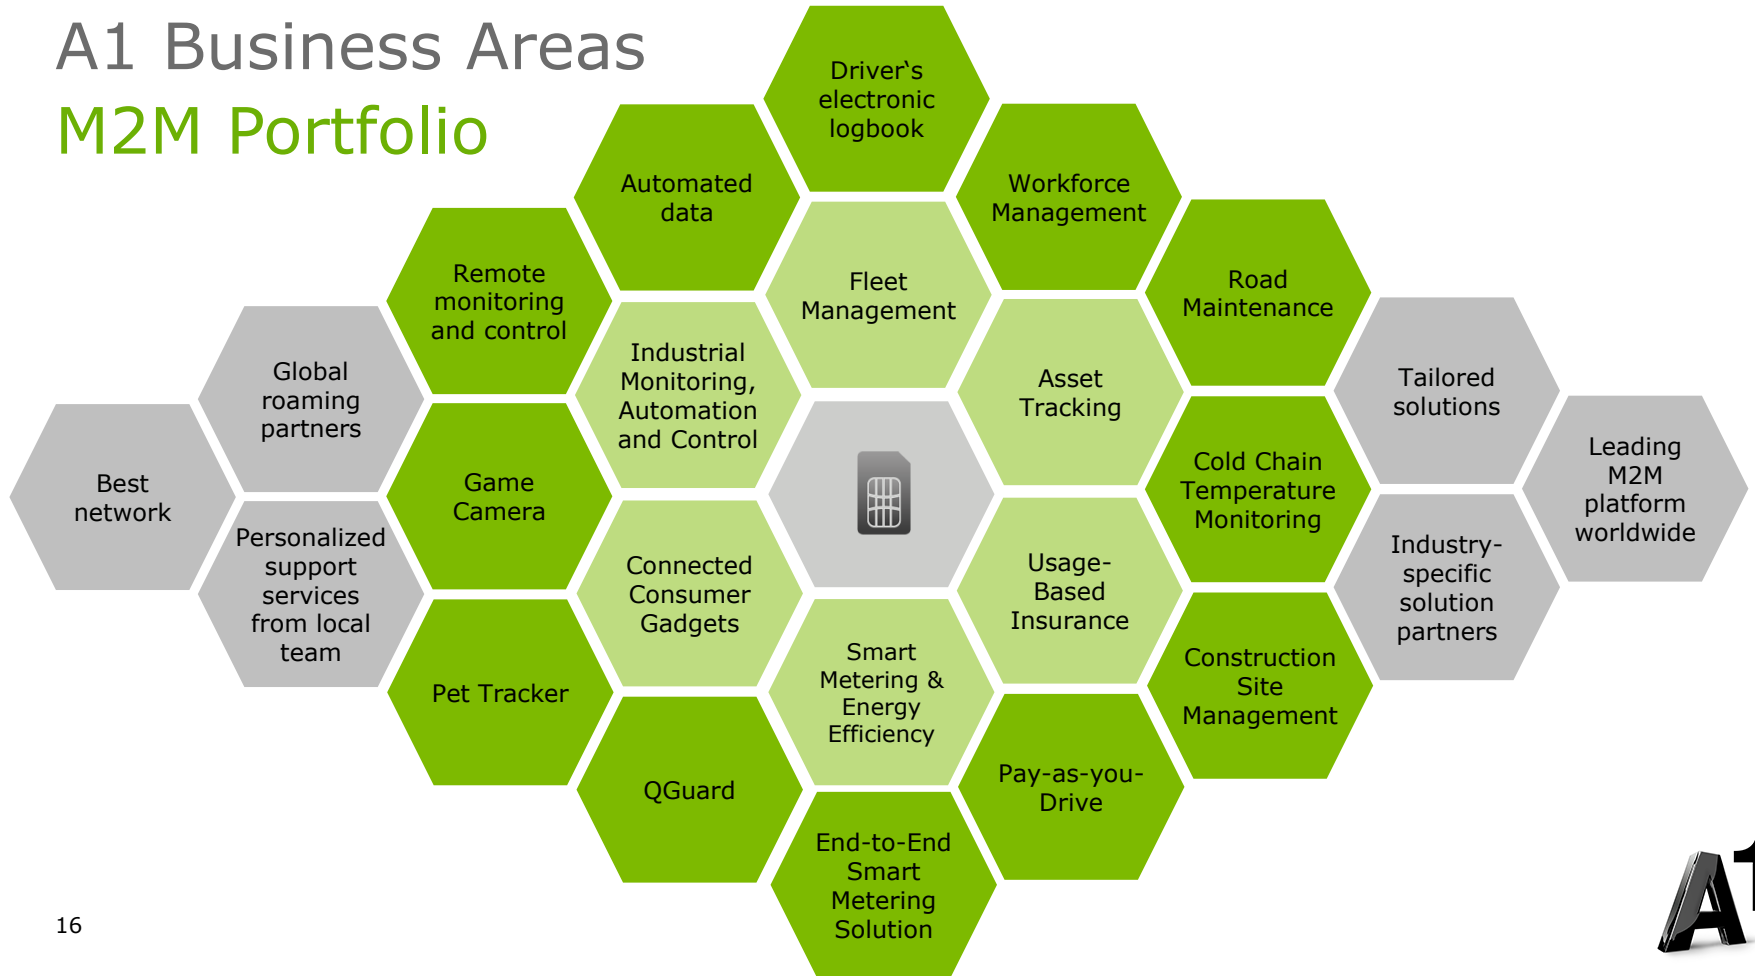 A1 Business Areas
M2M Portfolio
Driver‘s
electronic
logbook
Automated
data
Workforce
Management
Remote
monitoring
and control
Fleet
Management
Road
Maintenance
Global
roaming
partners
Industrial
Monitoring,
Automation
and Control
Asset
Tracking
Tailored
solutions
Best
network
Game
Camera
Cold Chain
Temperature
Monitoring
Leading
M2M
platform
worldwide
Personalized
support
services
from local
team
Connected
Consumer
Gadgets
Usage-
Based
Insurance
Industry-
specific
solution
partners
Pet Tracker
Smart
Metering &
Energy
Efficiency
Construction
Site
Management
QGuard
Pay-as-you-
Drive
End-to-End
Smart
Metering
Solution
16
A1